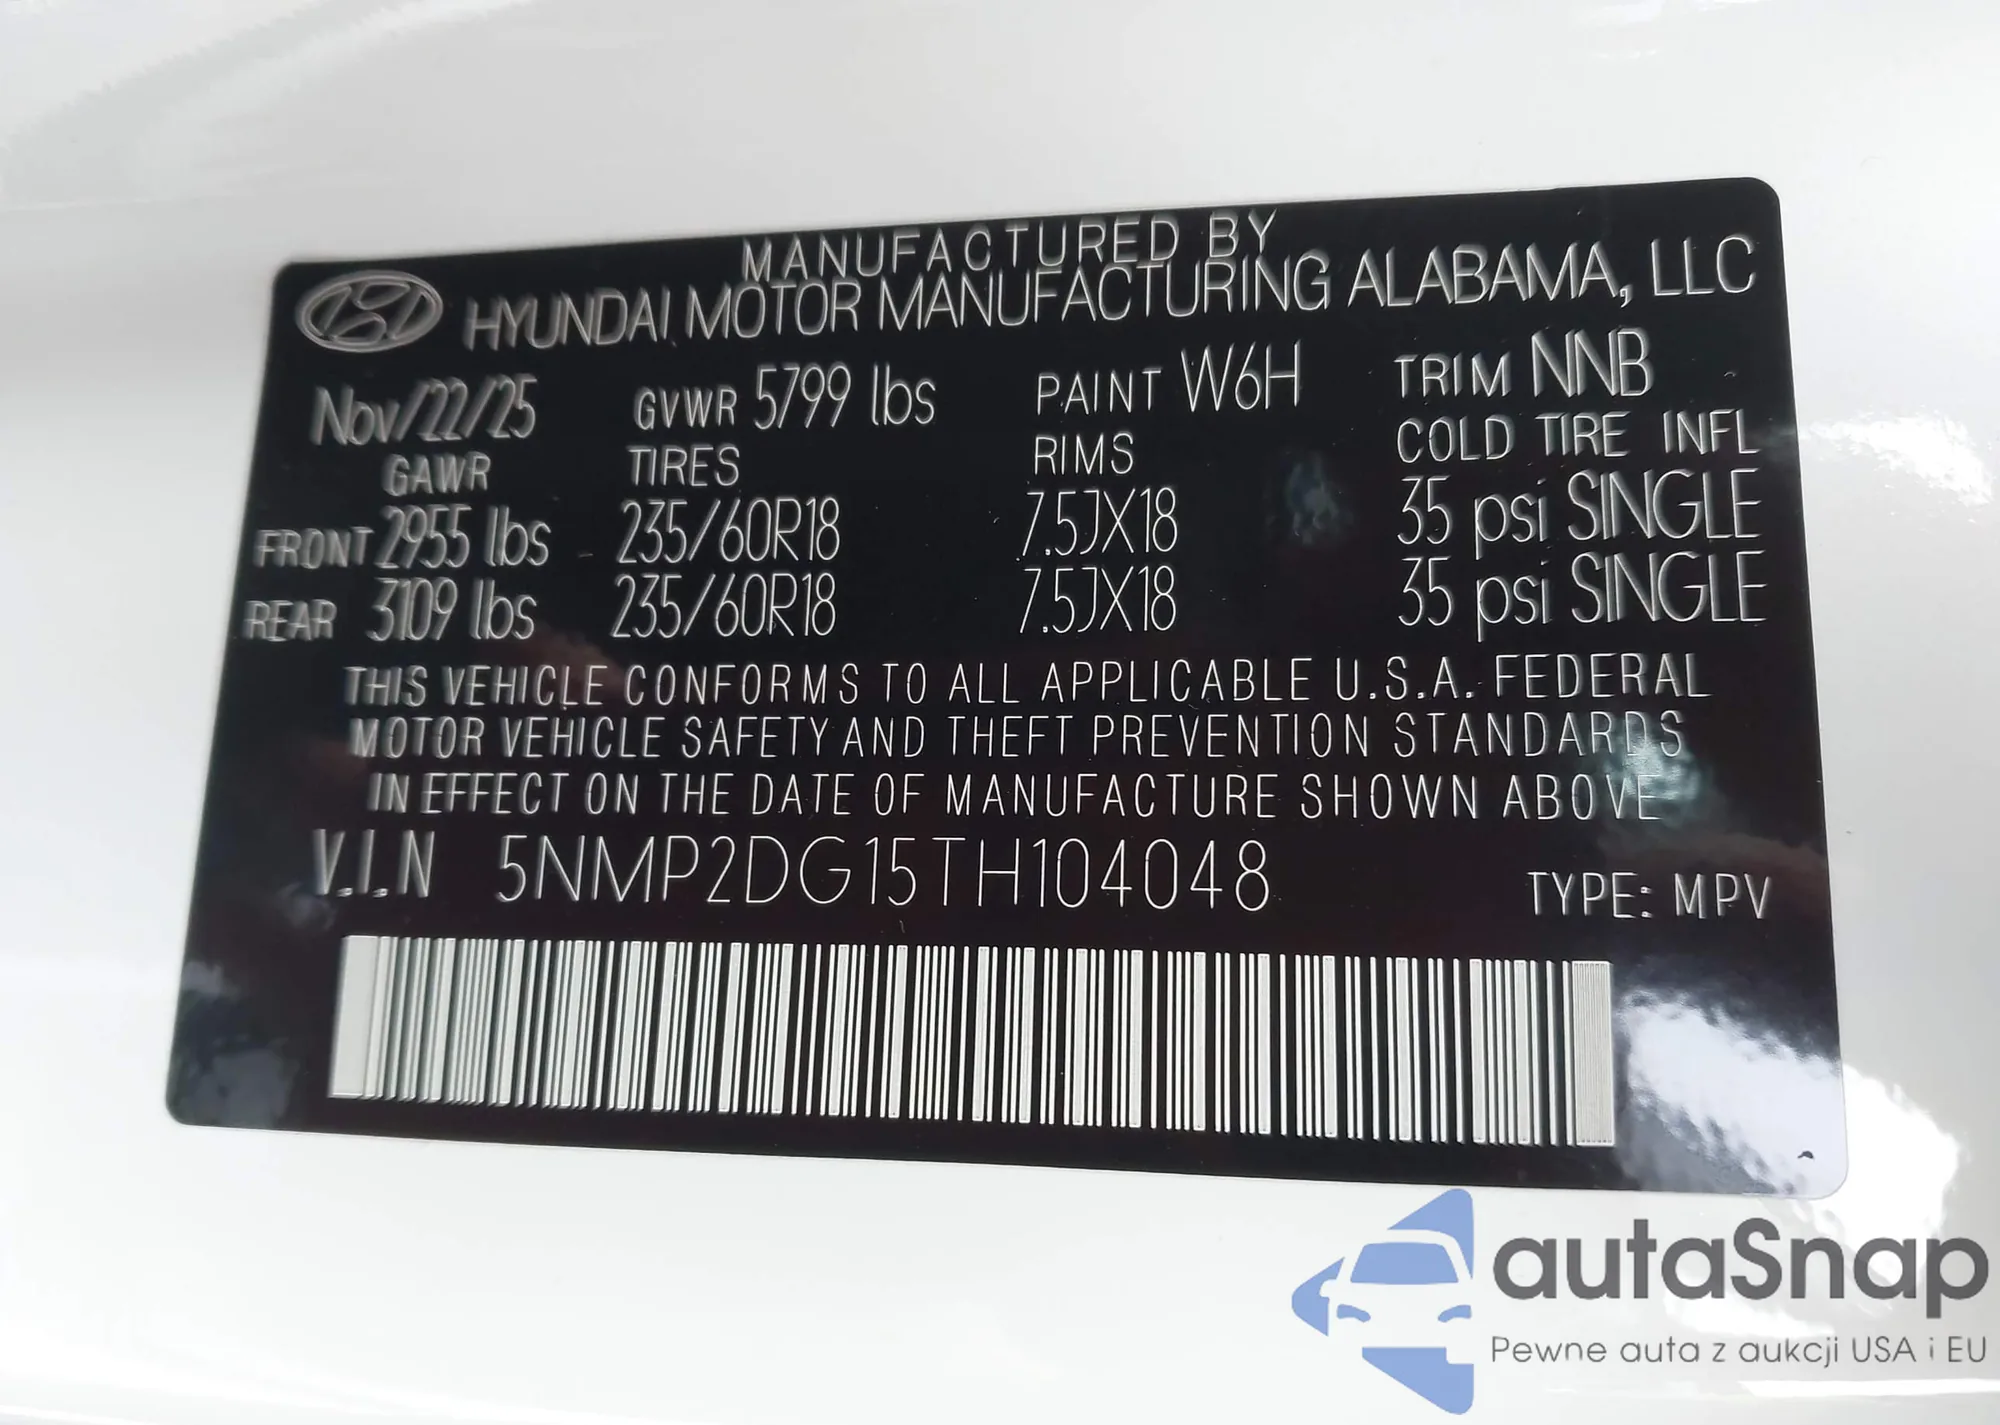 MANUFACTURED BY
HYUNDAI MOTOR MANUFACTURING ALABAMA, LLC
Nov/22/25 GVWR 5799 lbs PAINT W6H TRIM NNB
GAWR TIRES RIMS COLD TIRE INFL
FRONT 2955 lbs 235/60R18 7.5JX18 35 psi SINGLE
REAR 3109 lbs 235/60R18 7.5JX18 35 psi SINGLE
THIS VEHICLE CONFORMS TO ALL APPLICABLE U.S.A. FEDERAL
MOTOR VEHICLE SAFETY AND THEFT PREVENTION STANDARDS
IN EFFECT ON THE DATE OF MANUFACTURE SHOWN ABOVE
V.I.N 5NMP2DG15TH104048 TYPE: MPV
autaSnap
Pewne auta z aukcji USA i EU